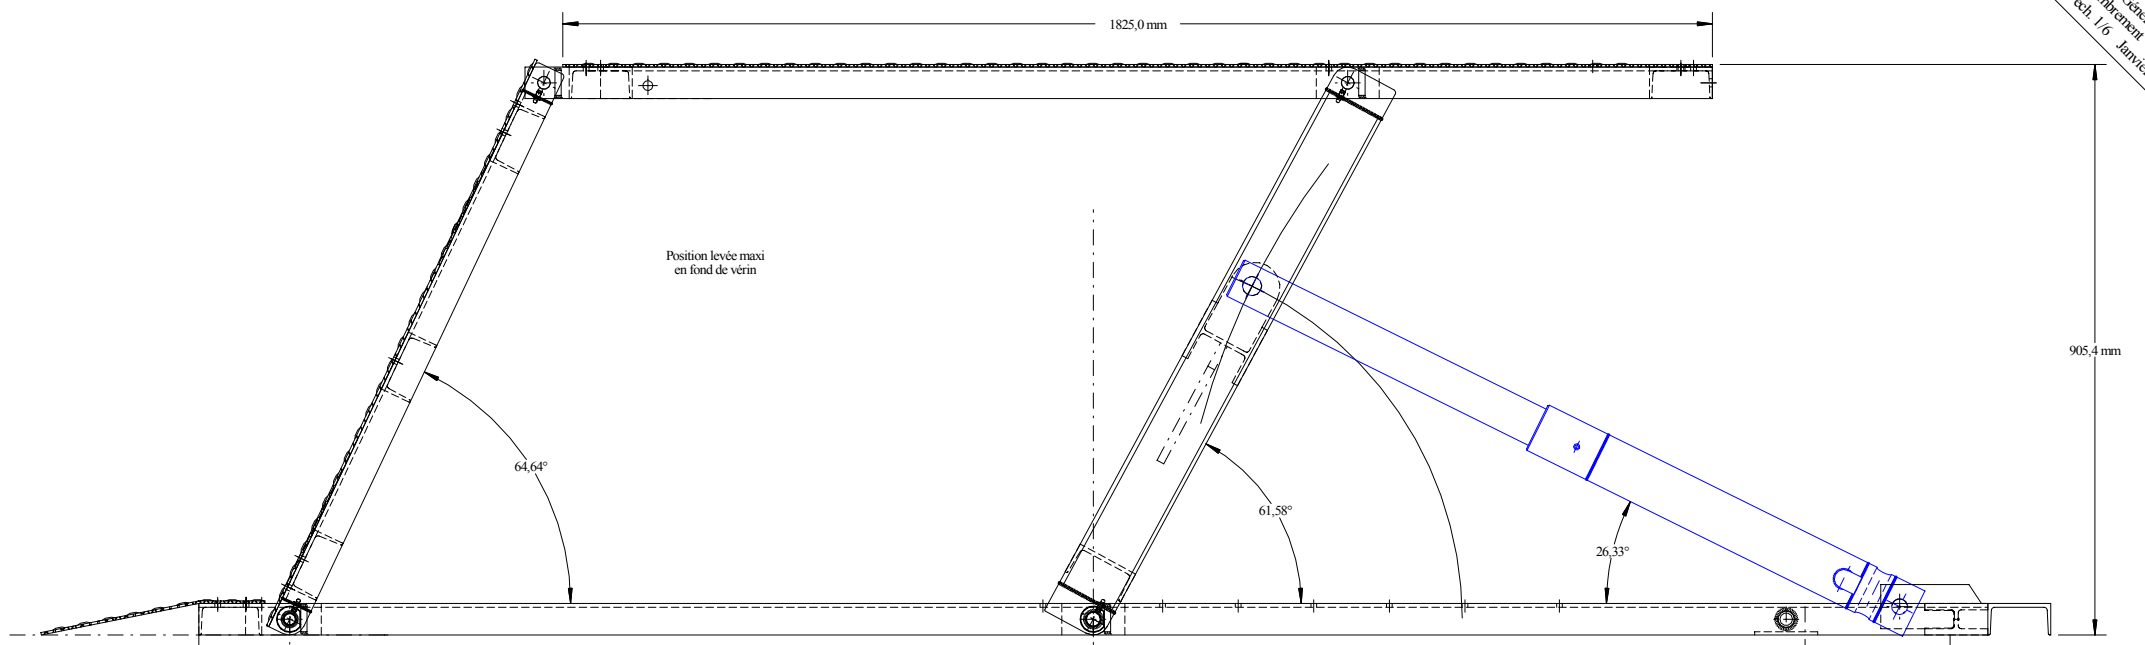 1825,0 mm
ech. 1/6
Position levée maxi
en fond de vérin
905,4 mm
64,64°
61,58°
26,33°